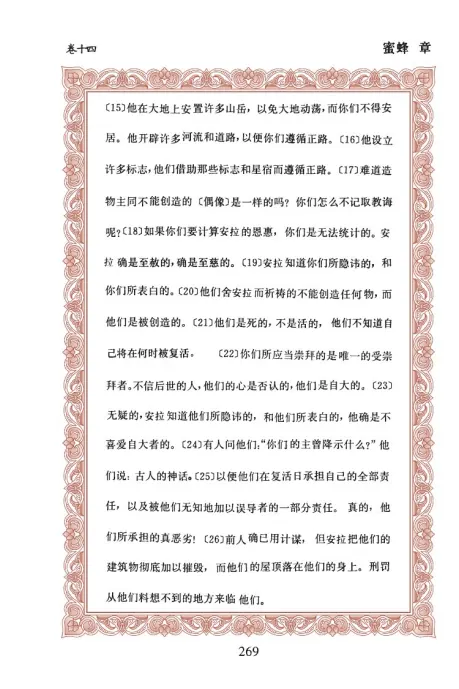 卷十四
蜜蜂 章
〔15〕他在大地上安置许多山岳，以免大地动荡，而你们不得安
居。他开辟许多河流和道路，以便你们遵循正路。〔16〕他设立
许多标志，他们借助那些标志和星宿而遵循正路。〔17〕难道造
物主同不能创造的〔偶像〕是一样的吗？你们怎么不记取教诲
呢？〔18〕如果你们要计算安拉的恩惠，你们是无法统计的。安
拉 确是至赦的，确是至慈的。〔19〕安拉知道你们所隐讳的，和
你们所表白的。〔20〕他们舍安拉而祈祷的不能创造任何物，而
他们是被创造的。〔21〕他们是死的，不是活的，他们不知道自
己将在何时被复活。 〔22〕你们所应当崇拜的是唯一的受崇
拜者。不信后世的人，他们的心是否认的，他们是自大的。〔23〕
无疑的，安拉知道他们所隐讳的，和他们所表白的，他确是不
喜爱自大者的。〔24〕有人问他们：“你们的主曾降示什么？”他
们说：古人的神话。〔25〕以便他们在复活日承担自己的全部责
任，以及被他们无知地加以误导者的一部分责任。真的，他
们所承担的真恶劣！〔26〕前人确已用计谋，但安拉把他们的
建筑物彻底加以摧毁，而他们的屋顶落在他们的身上。刑罚
从他们料想不到的地方来临他们。
269